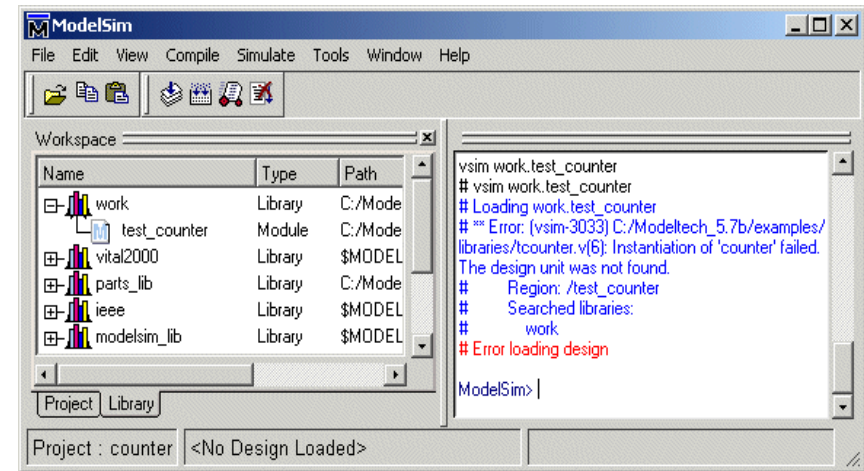 ModelSim
File Edit View Compile Simulate Tools Window Help
Workspace
Name Type Path
work Library C:/Mode
test_counter Module C:/Mode
vital2000 Library $MODEL
parts_lib Library C:/Mode
ieee Library $MODEL
modelsim_lib Library $MODEL
Project Library
vsim work.test_counter
# vsim work.test_counter
# Loading work.test_counter
# ** Error: (vsim-3033) C:/Modeltech_5.7b/examples/
libraries/tcounter.v(6): Instantiation of 'counter' failed.
The design unit was not found.
# Region: /test_counter
# Searched libraries:
# work
# Error loading design
ModelSim>
Project : counter <No Design Loaded>